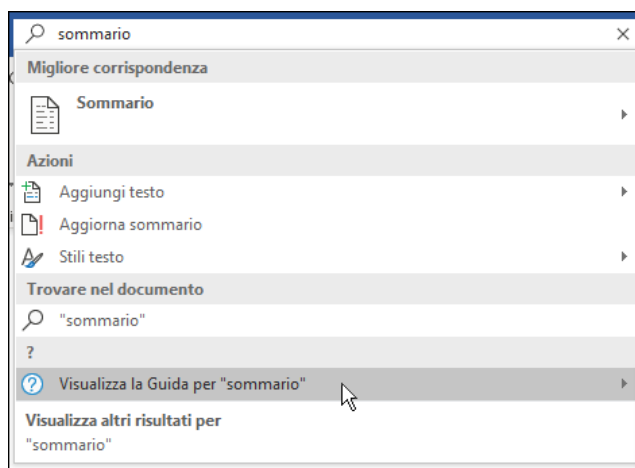 sommario
Migliore corrispondenza
Sommario
Azioni
Aggiungi testo
Aggiorna sommario
Stili testo
Trovare nel documento
"sommario"
?
Visualizza la Guida per "sommario"
Visualizza altri risultati per
"sommario"